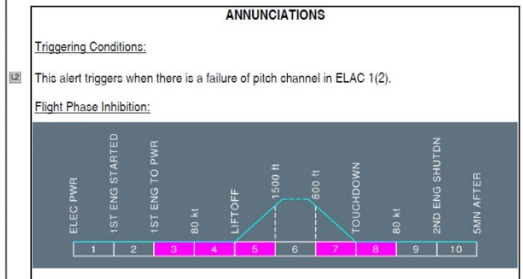 ANNUNCIATIONS
Triggering Conditions:
L2
This alert triggers when there is a failure of pitch channel in ELAC 1(2).
Flight Phase Inhibition:
ELEC PWR
1ST ENG STARTED
1ST ENG TO PWR
80 kt
LIFTOFF
1500 ft
800 ft
TOUCHDOWN
80 kt
2ND ENG SHUTDN
5MN AFTER
1 2 3 4 5 6 7 8 9 10